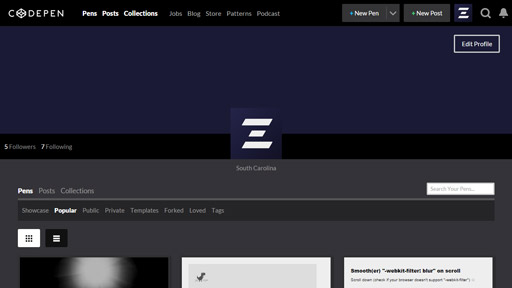 CODEPEN Pens Posts Collections Jobs Blog Store Patterns Podcast + New Pen + New Post
Edit Profile
5 Followers 7 Following
South Carolina
Pens Posts Collections Search Your Pens...
Showcase Popular Public Private Templates Forked Loved Tags
Smooth(er) "-webkit-filter: blur" on scroll
Scroll down (check if your browser doesn't support "-webkit-filter")